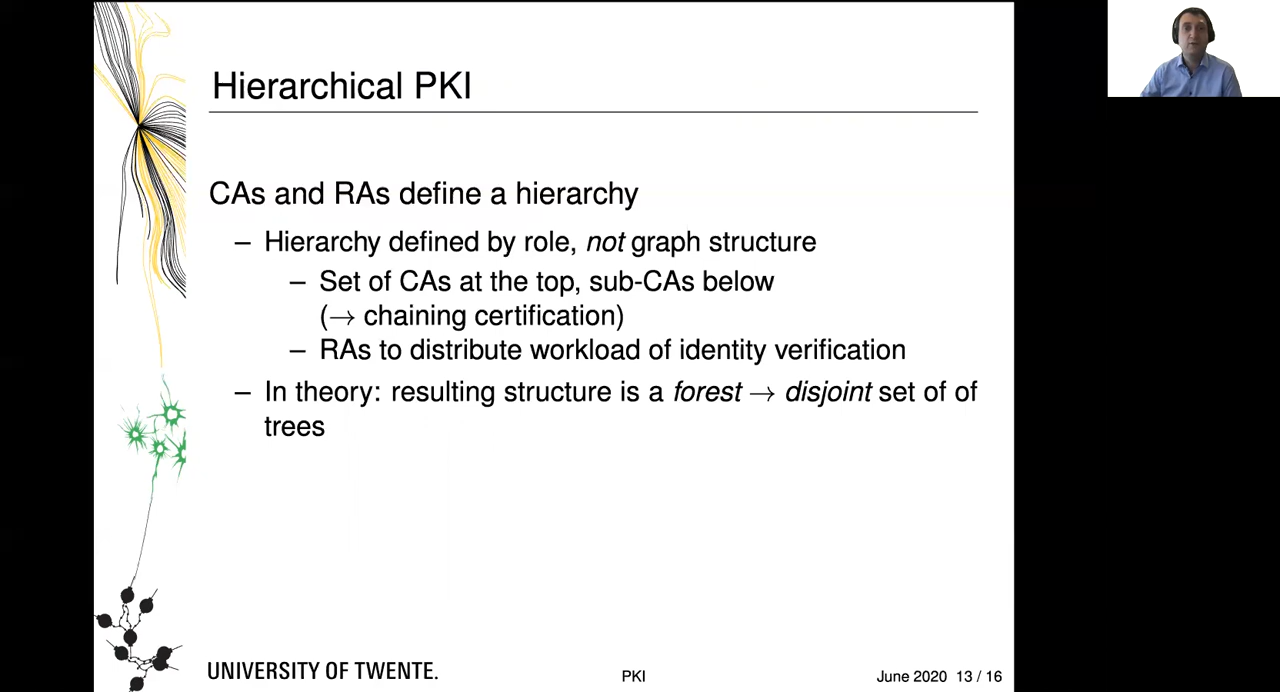 Hierarchical PKI
CAs and RAs define a hierarchy
– Hierarchy defined by role, not graph structure
– Set of CAs at the top, sub-CAs below
(→ chaining certification)
– RAs to distribute workload of identity verification
– In theory: resulting structure is a forest → disjoint set of of
trees
UNIVERSITY OF TWENTE.
PKI
June 2020 13 / 16